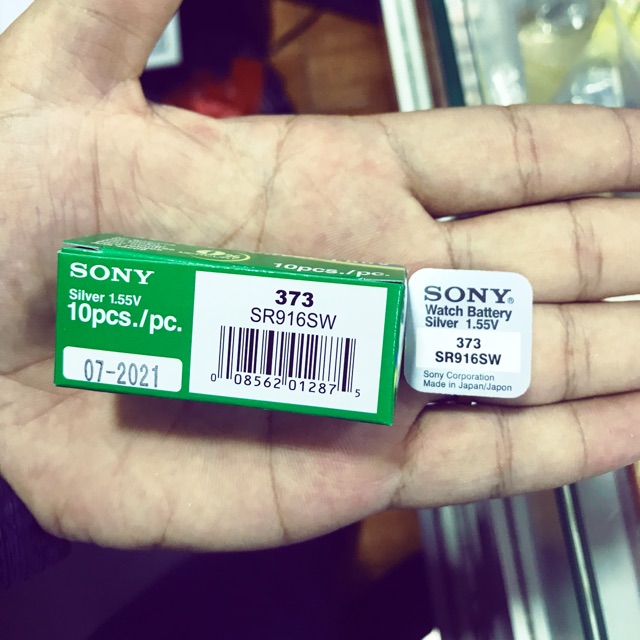 10pcs./pc.
SONY
Silver 1.55V
10pcs./pc.
07-2021
373
SR916SW
0 08562 01287 5
SONY®
Watch Battery
Silver 1.55V
373
SR916SW
Sony Corporation
Made in Japan/Japon